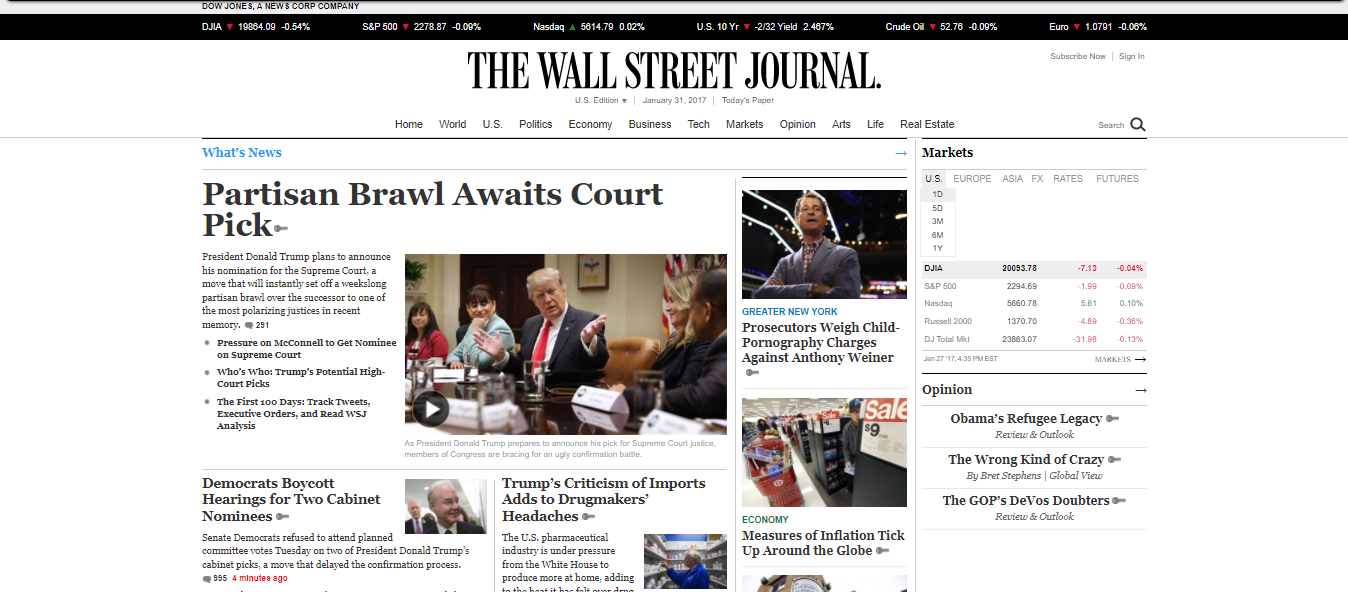 DOW JONES, A NEWS CORP COMPANY
DJIA ▼ 19864.09 -0.54% S&P 500 ▼ 2278.87 -0.09% Nasdaq ▲ 5614.79 0.02% U.S. 10 Yr ▼ -2/32 Yield 2.467% Crude Oil ▼ 52.76 -0.09% Euro ▼ 1.0791 -0.06%
THE WALL STREET JOURNAL.
Subscribe Now | Sign In
U.S. Edition ▼ | January 31, 2017 | Today's Paper
Home World U.S. Politics Economy Business Tech Markets Opinion Arts Life Real Estate
Search
What's News →
Partisan Brawl Awaits Court
Pick
President Donald Trump plans to announce
his nomination for the Supreme Court, a
move that will instantly set off a weekslong
partisan brawl over the successor to one of
the most polarizing justices in recent
memory. 291
Pressure on McConnell to Get Nominee
on Supreme Court
Who's Who: Trump's Potential High-
Court Picks
The First 100 Days: Track Tweets,
Executive Orders, and Read WSJ
Analysis
As President Donald Trump prepares to announce his pick for Supreme Court justice,
members of Congress are bracing for an ugly confirmation battle.
Democrats Boycott
Hearings for Two Cabinet
Nominees
Senate Democrats refused to attend planned
committee votes Tuesday on two of President Donald Trump's
cabinet picks, a move that delayed the confirmation process.
995 4 minutes ago
Trump's Criticism of Imports
Adds to Drugmakers'
Headaches
The U.S. pharmaceutical
industry is under pressure
from the White House to
produce more at home, adding
to the heat it has felt over drug
GREATER NEW YORK
Prosecutors Weigh Child-
Pornography Charges
Against Anthony Weiner
Sale
$9
ECONOMY
Measures of Inflation Tick
Up Around the Globe
Markets
U.S. EUROPE ASIA FX RATES FUTURES
1D
5D
3M
6M
1Y
DJIA 20093.78 -7.13 -0.04%
S&P 500 2294.69 -1.99 -0.09%
Nasdaq 5660.78 5.61 0.10%
Russell 2000 1370.70 -4.89 -0.36%
DJ Total Mkt 23863.07 -31.98 -0.13%
Jan 27 '17, 4:35 PM EST MARKETS →
Opinion →
Obama's Refugee Legacy
Review & Outlook
The Wrong Kind of Crazy
By Bret Stephens | Global View
The GOP's DeVos Doubters
Review & Outlook